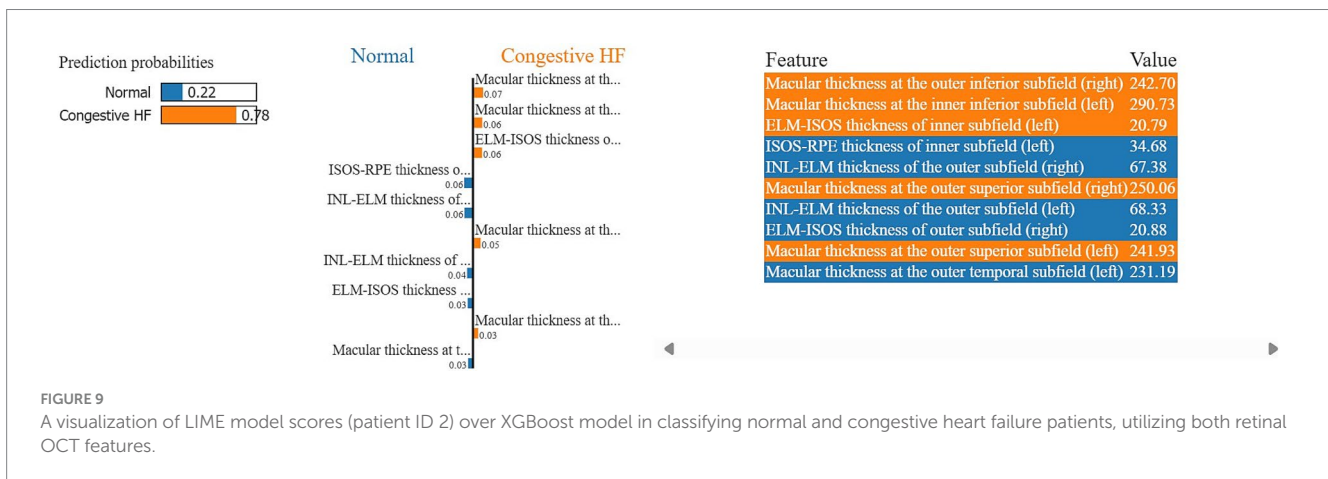 Prediction probabilities
Normal 0.22
Congestive HF 0.78
Normal Congestive HF
Macular thickness at th...
0.07
Macular thickness at th...
0.06
ELM-ISOS thickness o...
0.06
ISOS-RPE thickness o...
0.06
INL-ELM thickness of...
0.06
Macular thickness at th...
0.05
INL-ELM thickness of ...
0.04
ELM-ISOS thickness ...
0.03
Macular thickness at th...
0.03
Macular thickness at t...
0.03
Feature Value
Macular thickness at the outer inferior subfield (right) 242.70
Macular thickness at the inner inferior subfield (left) 290.73
ELM-ISOS thickness of inner subfield (left) 20.79
ISOS-RPE thickness of inner subfield (left) 34.68
INL-ELM thickness of the outer subfield (right) 67.38
Macular thickness at the outer superior subfield (right) 250.06
INL-ELM thickness of the outer subfield (left) 68.33
ELM-ISOS thickness of outer subfield (right) 20.88
Macular thickness at the outer superior subfield (left) 241.93
Macular thickness at the outer temporal subfield (left) 231.19
FIGURE 9
A visualization of LIME model scores (patient ID 2) over XGBoost model in classifying normal and congestive heart failure patients, utilizing both retinal
OCT features.